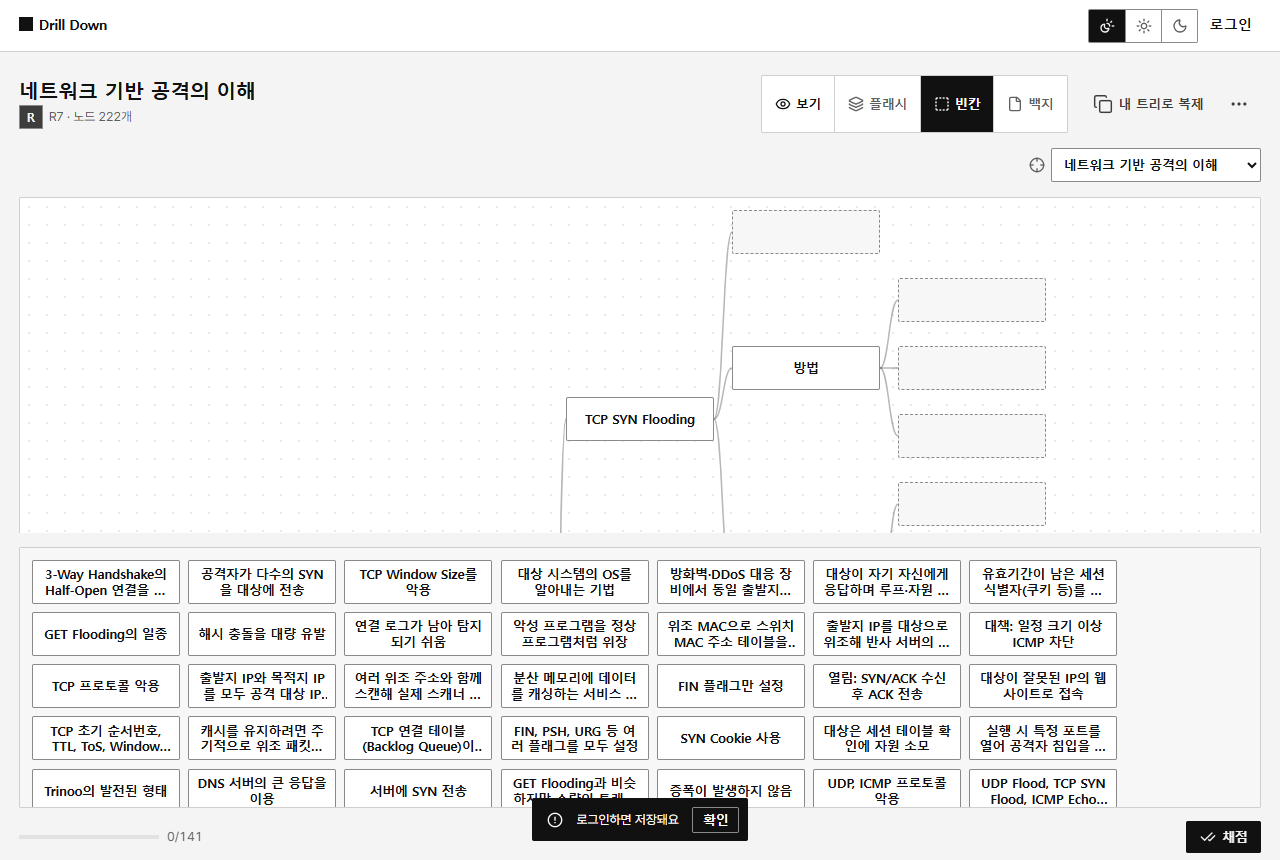 Drill Down
로그인
네트워크 기반 공격의 이해
R R7 · 노드 222개
보기 플래시 빈칸 백지 내 트리로 복제
네트워크 기반 공격의 이해
방법
TCP SYN Flooding
3-Way Handshake의
Half-Open 연결을 ...
공격자가 다수의 SYN
을 대상에 전송
TCP Window Size를
악용
대상 시스템의 OS를
알아내는 기법
방화벽·DDoS 대응 장
비에서 동일 출발지...
대상이 자기 자신에게
응답하며 루프·자원 ...
유효기간이 남은 세션
식별자(쿠키 등)를 ...
GET Flooding의 일종
해시 충돌을 대량 유발
연결 로그가 남아 탐지
되기 쉬움
악성 프로그램을 정상
프로그램처럼 위장
위조 MAC으로 스위치
MAC 주소 테이블을..
출발지 IP를 대상으로
위조해 반사 서버의 ...
대책: 일정 크기 이상
ICMP 차단
TCP 프로토콜 악용
출발지 IP와 목적지 IP
를 모두 공격 대상 IP..
여러 위조 주소와 함께
스캔해 실제 스캐너 ...
분산 메모리에 데이터
를 캐싱하는 서비스 ...
FIN 플래그만 설정
열림: SYN/ACK 수신
후 ACK 전송
대상이 잘못된 IP의 웹
사이트로 접속
TCP 초기 순서번호,
TTL, ToS, Window...
캐시를 유지하려면 주
기적으로 위조 패킷...
TCP 연결 테이블
(Backlog Queue)이..
FIN, PSH, URG 등 여
러 플래그를 모두 설정
SYN Cookie 사용
대상은 세션 테이블 확
인에 자원 소모
실행 시 특정 포트를
열어 공격자 침입을 ...
Trinoo의 발전된 형태
DNS 서버의 큰 응답을
이용
서버에 SYN 전송
GET Flooding과 비슷
하지만 소량의 트래...
증폭이 발생하지 않음
UDP, ICMP 프로토콜
악용
UDP Flood, TCP SYN
Flood, ICMP Echo...
로그인하면 저장돼요 확인
0/141
채점